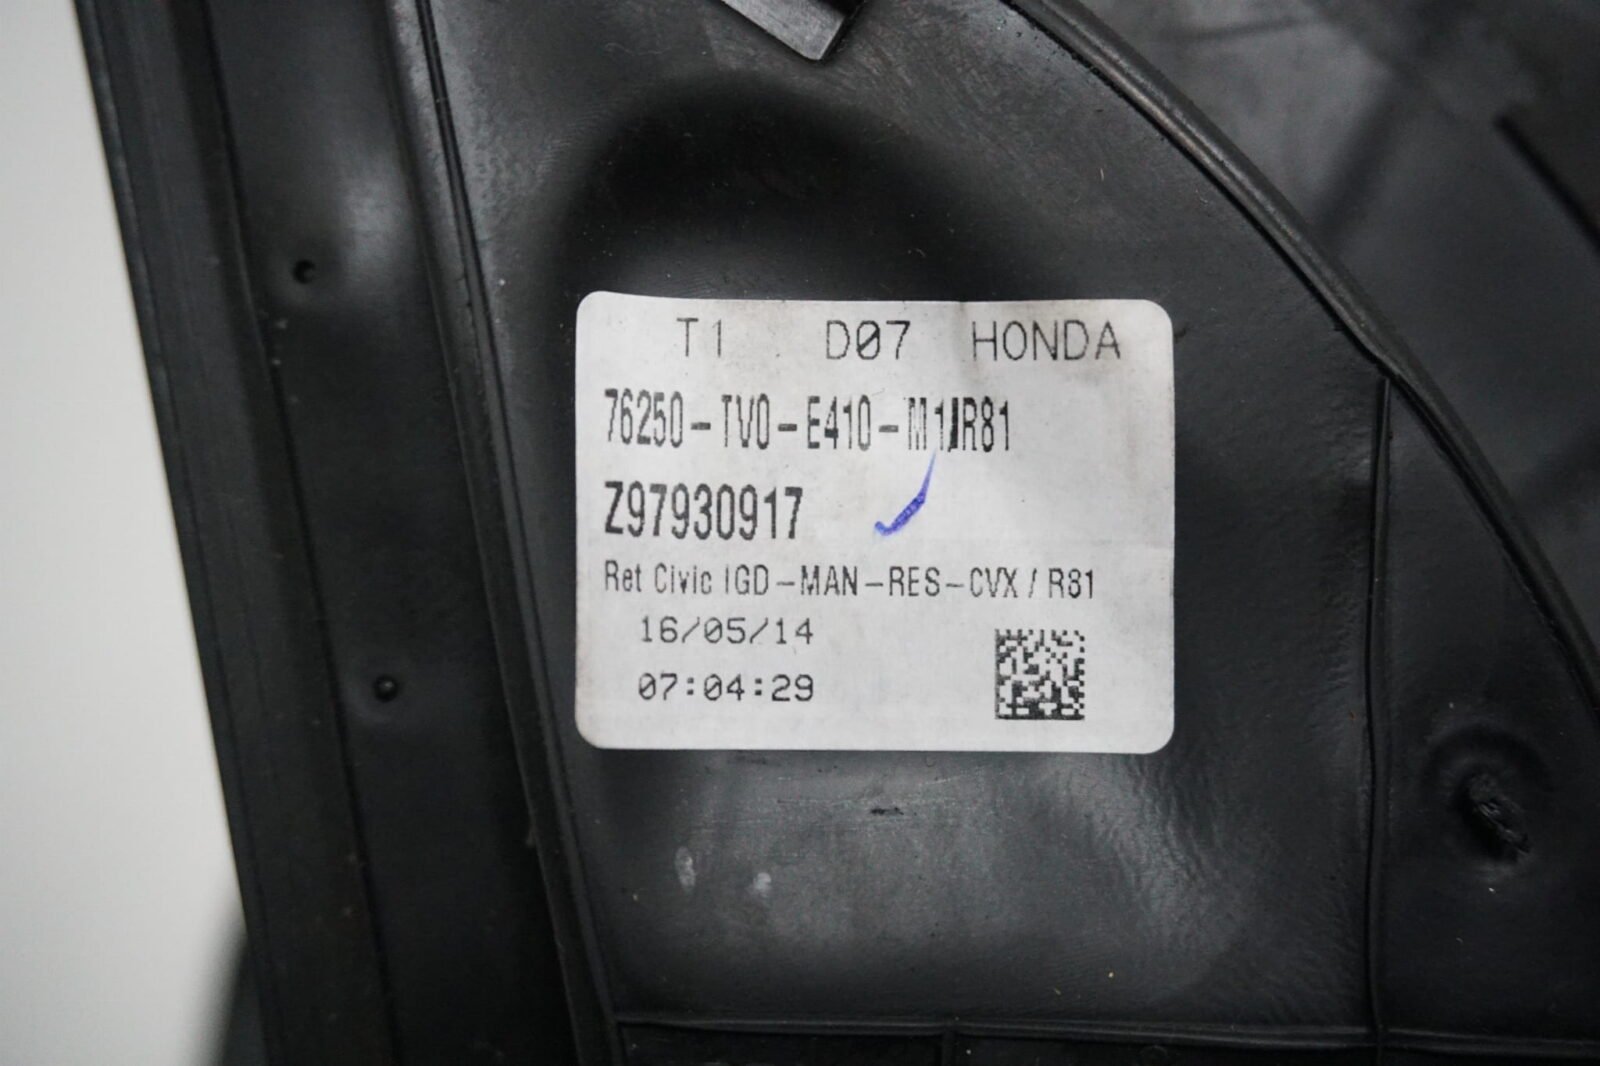 T1 D07 HONDA
76250-TV0-E410-M1/R81
Z97930917
Ret Civic IGD-MAN-RES-CVX / R81
16/05/14
07:04:29